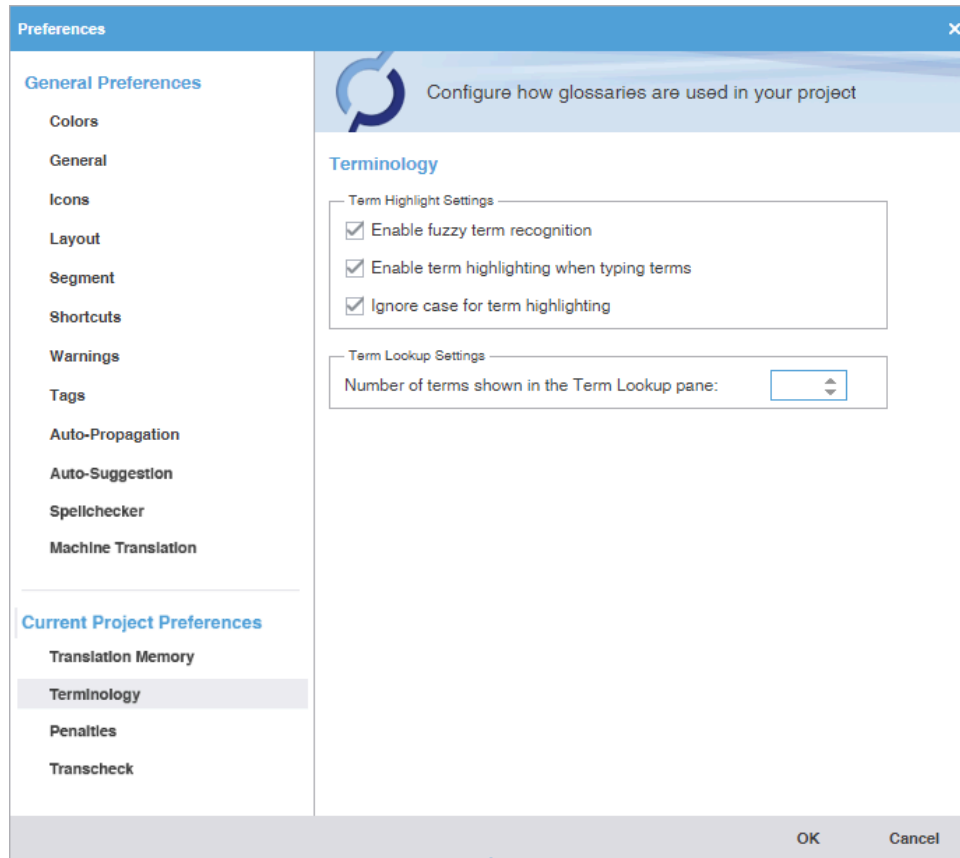 Preferences
General Preferences
Colors
General
Icons
Layout
Segment
Shortcuts
Warnings
Tags
Auto-Propagation
Auto-Suggestion
Spellchecker
Machine Translation
Current Project Preferences
Translation Memory
Terminology
Penalties
Transcheck
Configure how glossaries are used in your project
Terminology
Term Highlight Settings
Enable fuzzy term recognition
Enable term highlighting when typing terms
Ignore case for term highlighting
Term Lookup Settings
Number of terms shown in the Term Lookup pane:
OK Cancel